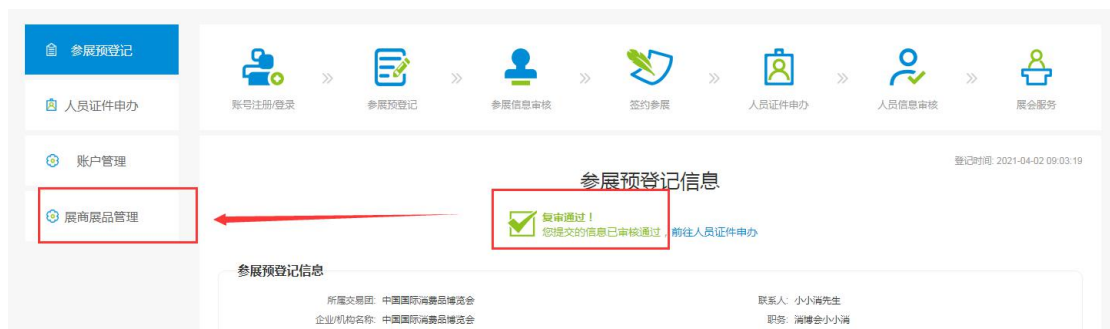 参展预登记
人员证件申办
账户管理
展商展品管理
账号注册/登录
参展预登记
参展信息审核
签约参展
人员证件申办
人员信息审核
展会服务
登记时间: 2021-04-02 09:03:19
参展预登记信息
复审通过！
您提交的信息已审核通过，前往人员证件申办
参展预登记信息
所属交易团: 中国国际消费品博览会
联系人: 小小消先生
企业/机构名称: 中国国际消费品博览会
职务: 消博会小小消